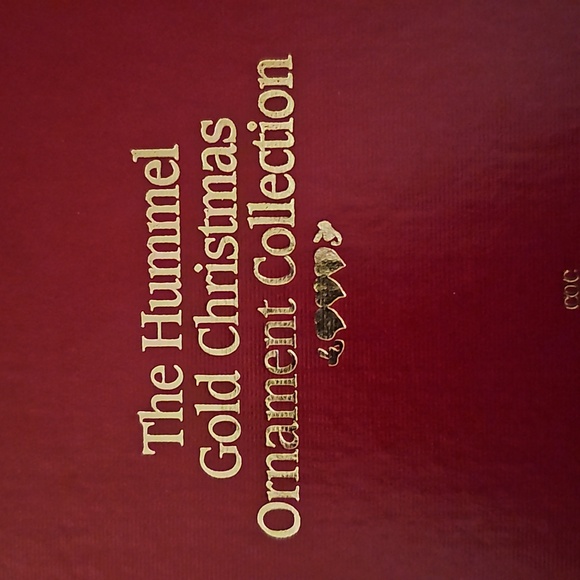 The Hummel
Gold Christmas
Ornament Collection